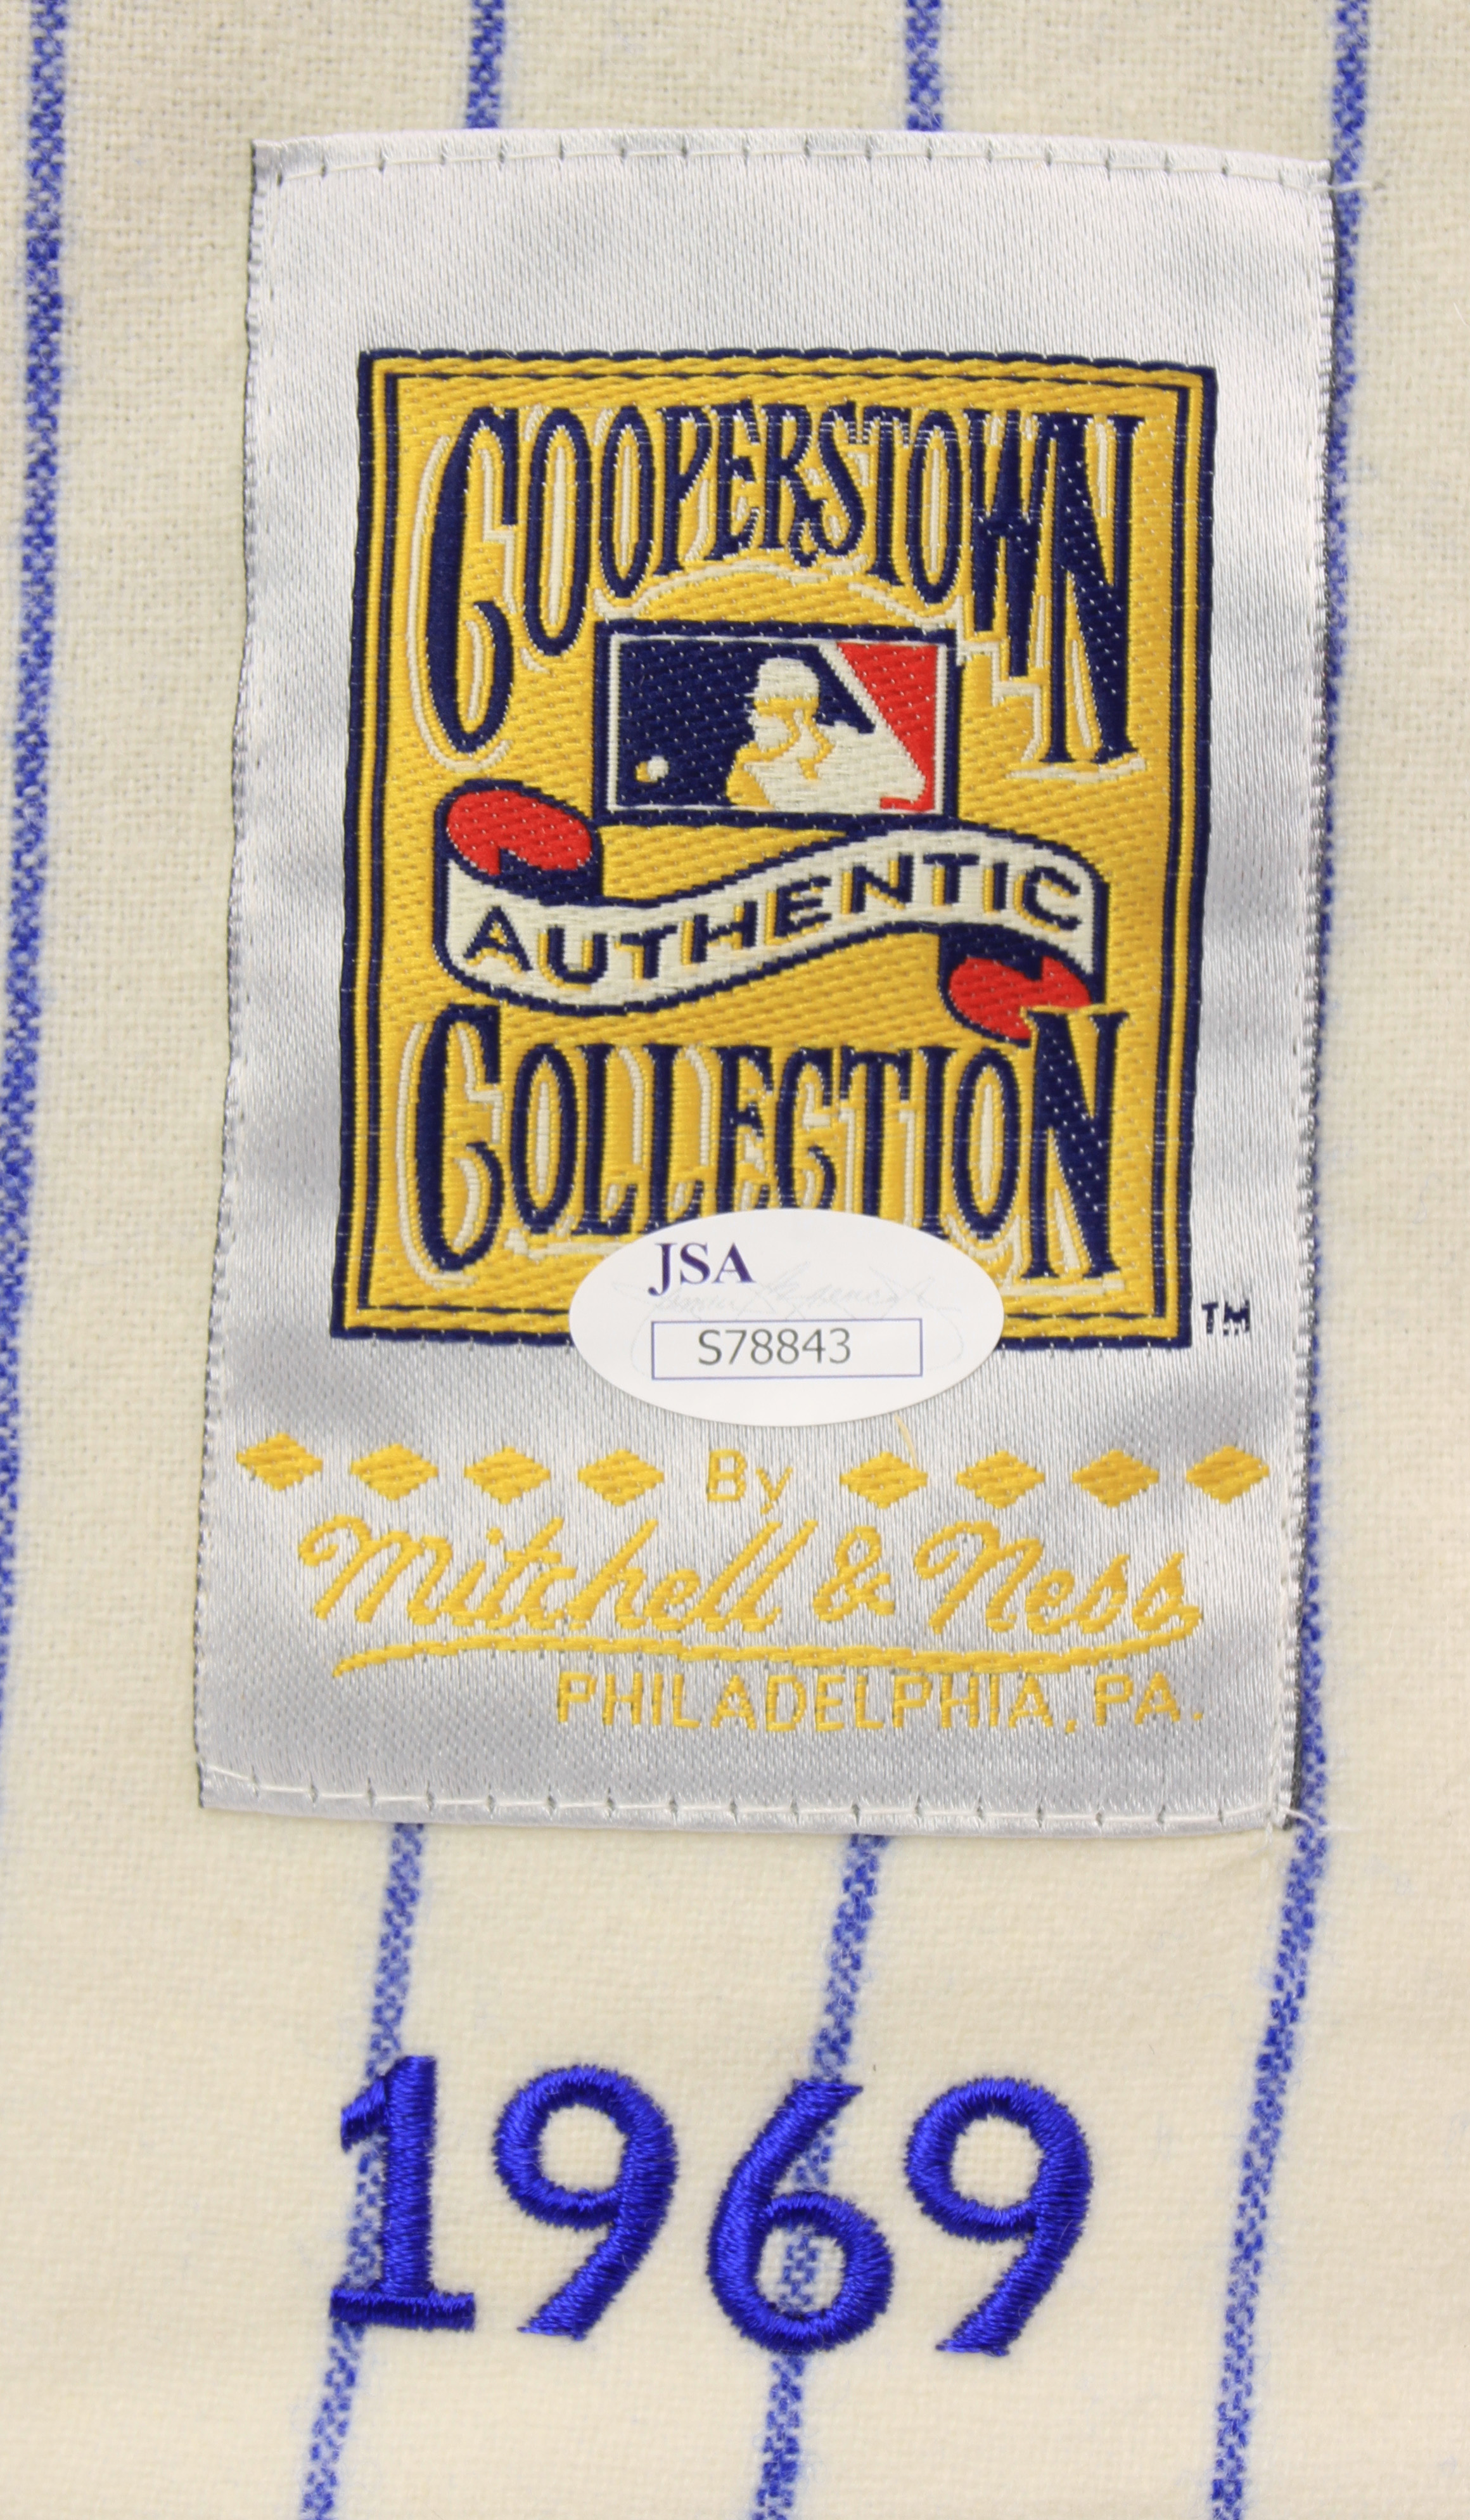 COOPERSTOWN
AUTHENTIC
COLLECTION
JSA
S78843
TM
By
Mitchell & Ness
PHILADELPHIA, PA.
1969